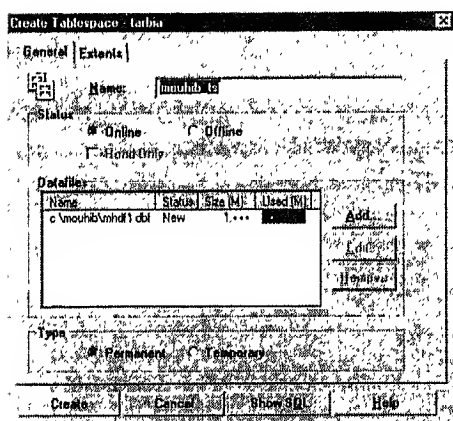 Create Tablespace - tarbia
General Extents
Name: mouhib_ts
Status
Online Offline
Read Only
Datafiles
Name Status Size (M) Used (M)
c:\mouhib\mhdf1.dbf New 1.***
Add...
Edit...
Remove
Type
Permanent Temporary
Create Cancel Show SQL Help